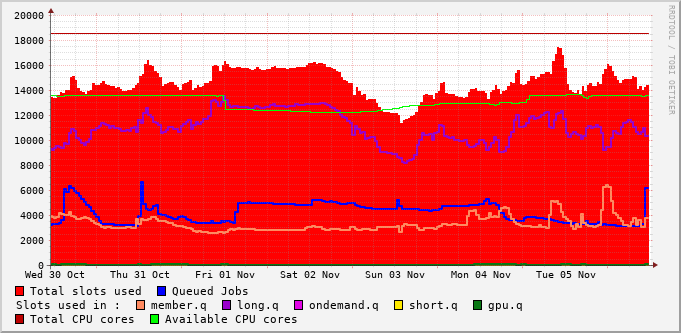 20000
18000
16000
14000
12000
10000
8000
6000
4000
2000
0
Wed 30 Oct Thu 31 Oct Fri 01 Nov Sat 02 Nov Sun 03 Nov Mon 04 Nov Tue 05 Nov
Total slots used Queued Jobs
Slots used in : member.q long.q ondemand.q short.q gpu.q
Total CPU cores Available CPU cores
RRDTOOL / TOBI OETIKER